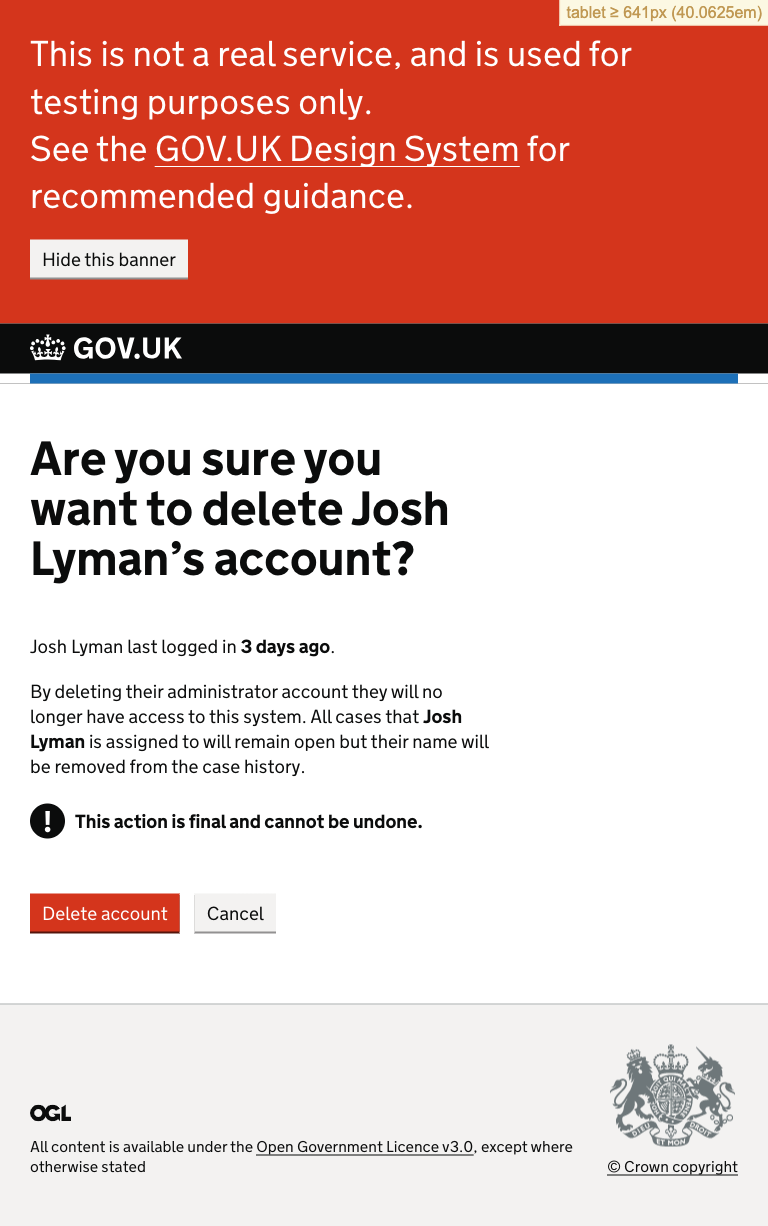 tablet ≥ 641px (40.0625em)
This is not a real service, and is used for
testing purposes only.
See the GOV.UK Design System for
recommended guidance.
Hide this banner
GOV.UK
Are you sure you
want to delete Josh
Lyman’s account?
Josh Lyman last logged in 3 days ago.
By deleting their administrator account they will no
longer have access to this system. All cases that Josh
Lyman is assigned to will remain open but their name will
be removed from the case history.
! This action is final and cannot be undone.
Delete account Cancel
OGL
All content is available under the Open Government Licence v3.0, except where
otherwise stated
DIEU ET MON DROIT
© Crown copyright